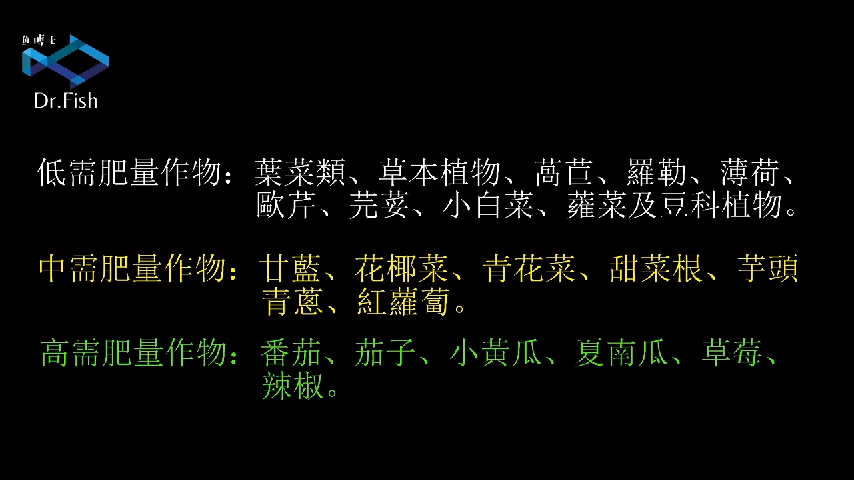 魚博士
Dr.Fish
低需肥量作物：葉菜類、草本植物、萵苣、羅勒、薄荷、
歐芹、芫荽、小白菜、蕹菜及豆科植物。
中需肥量作物：甘藍、花椰菜、青花菜、甜菜根、芋頭
青蔥、紅蘿蔔。
高需肥量作物：番茄、茄子、小黃瓜、夏南瓜、草莓、
辣椒。